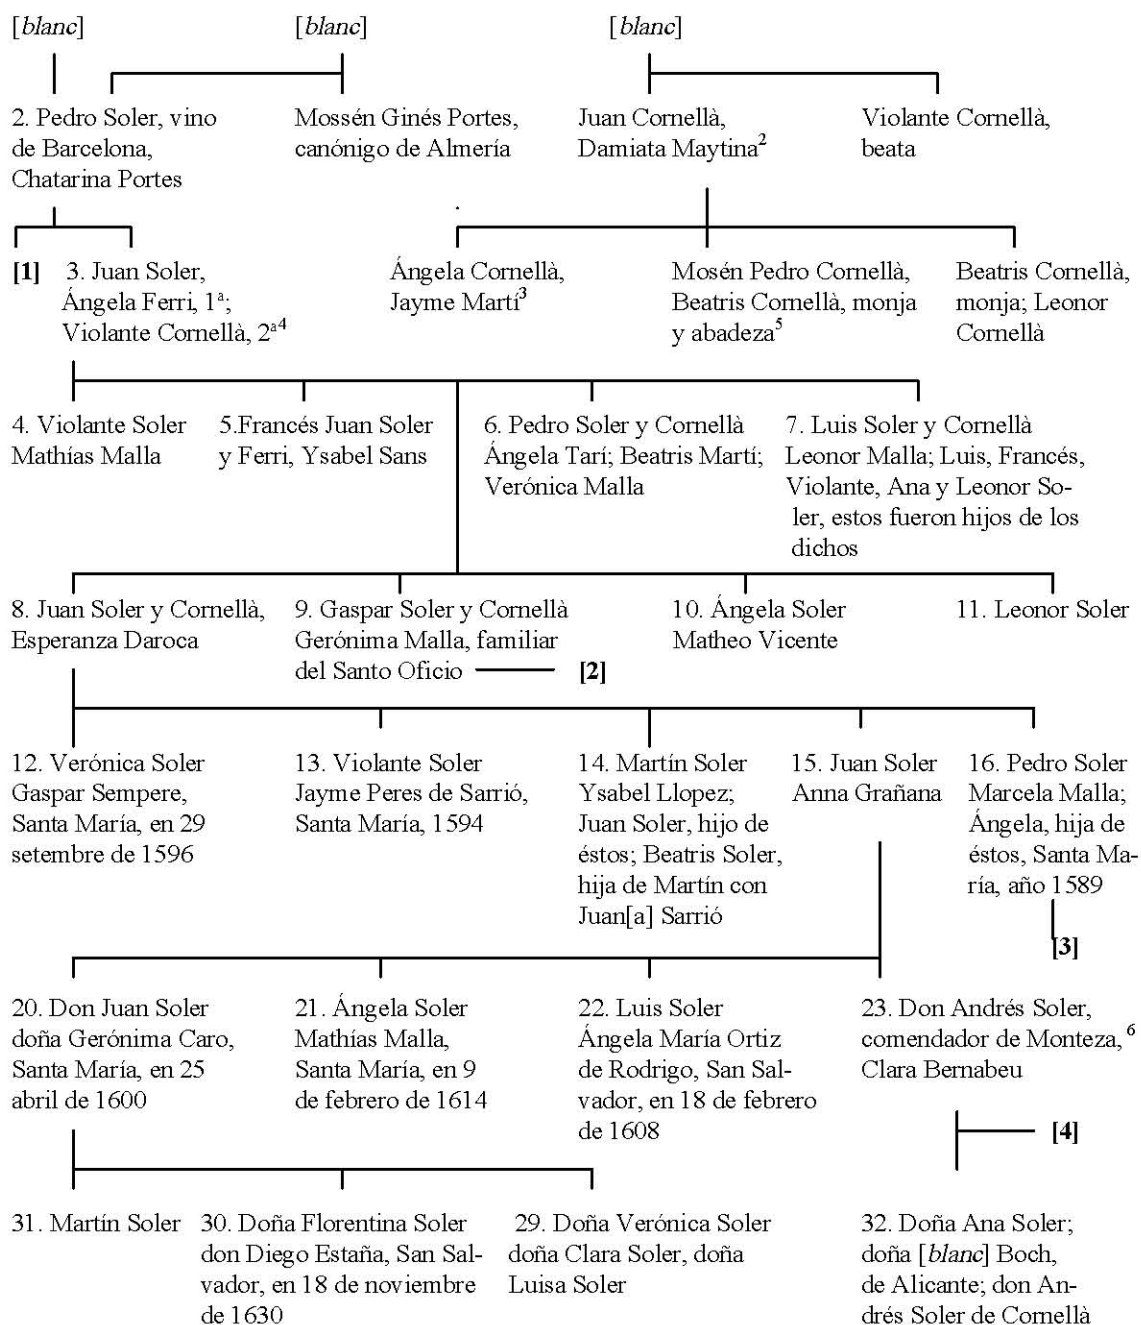 [blanc]
[blanc]
[blanc]
2. Pedro Soler, vino
de Barcelona,
Chatarina Portes
Mossén Ginés Portes,
canónigo de Almería
Juan Cornellà,
Damiata Maytina2
Violante Cornellà,
beata
[1]
3. Juan Soler,
Ángela Ferri, 1ª;
Violante Cornellà, 2ª4
Ángela Cornellà,
Jayme Martí3
Mosén Pedro Cornellà,
Beatris Cornellà, monja
y abadeza5
Beatris Cornellà,
monja; Leonor
Cornellà
4. Violante Soler
Mathías Malla
5.Francés Juan Soler
y Ferri, Ysabel Sans
6. Pedro Soler y Cornellà
Ángela Tarí; Beatris Martí;
Verónica Malla
7. Luis Soler y Cornellà
Leonor Malla; Luis, Francés,
Violante, Ana y Leonor So-
ler, estos fueron hijos de los
dichos
8. Juan Soler y Cornellà,
Esperanza Daroca
9. Gaspar Soler y Cornellà
Gerónima Malla, familiar
del Santo Oficio
[2]
10. Ángela Soler
Matheo Vicente
11. Leonor Soler
12. Verónica Soler
Gaspar Sempere,
Santa María, en 29
setembre de 1596
13. Violante Soler
Jayme Peres de Sarrió,
Santa María, 1594
14. Martín Soler
Ysabel Llopez;
Juan Soler, hijo de
éstos; Beatris Soler,
hija de Martín con
Juan[a] Sarrió
15. Juan Soler
Anna Grañana
16. Pedro Soler
Marcela Malla;
Ángela, hija de
éstos, Santa Ma-
ría, año 1589
[3]
20. Don Juan Soler
doña Gerónima Caro,
Santa María, en 25
abril de 1600
21. Ángela Soler
Mathías Malla,
Santa María, en 9
de febrero de 1614
22. Luis Soler
Ángela María Ortiz
de Rodrigo, San Sal-
vador, en 18 de febrero
de 1608
23. Don Andrés Soler,
comendador de Monteza,6
Clara Bernabeu
[4]
31. Martín Soler
30. Doña Florentina Soler
don Diego Estaña, San Sal-
vador, en 18 de noviembre
de 1630
29. Doña Verónica Soler
doña Clara Soler, doña
Luisa Soler
32. Doña Ana Soler;
doña [blanc] Boch,
de Alicante; don An-
drés Soler de Cornellà